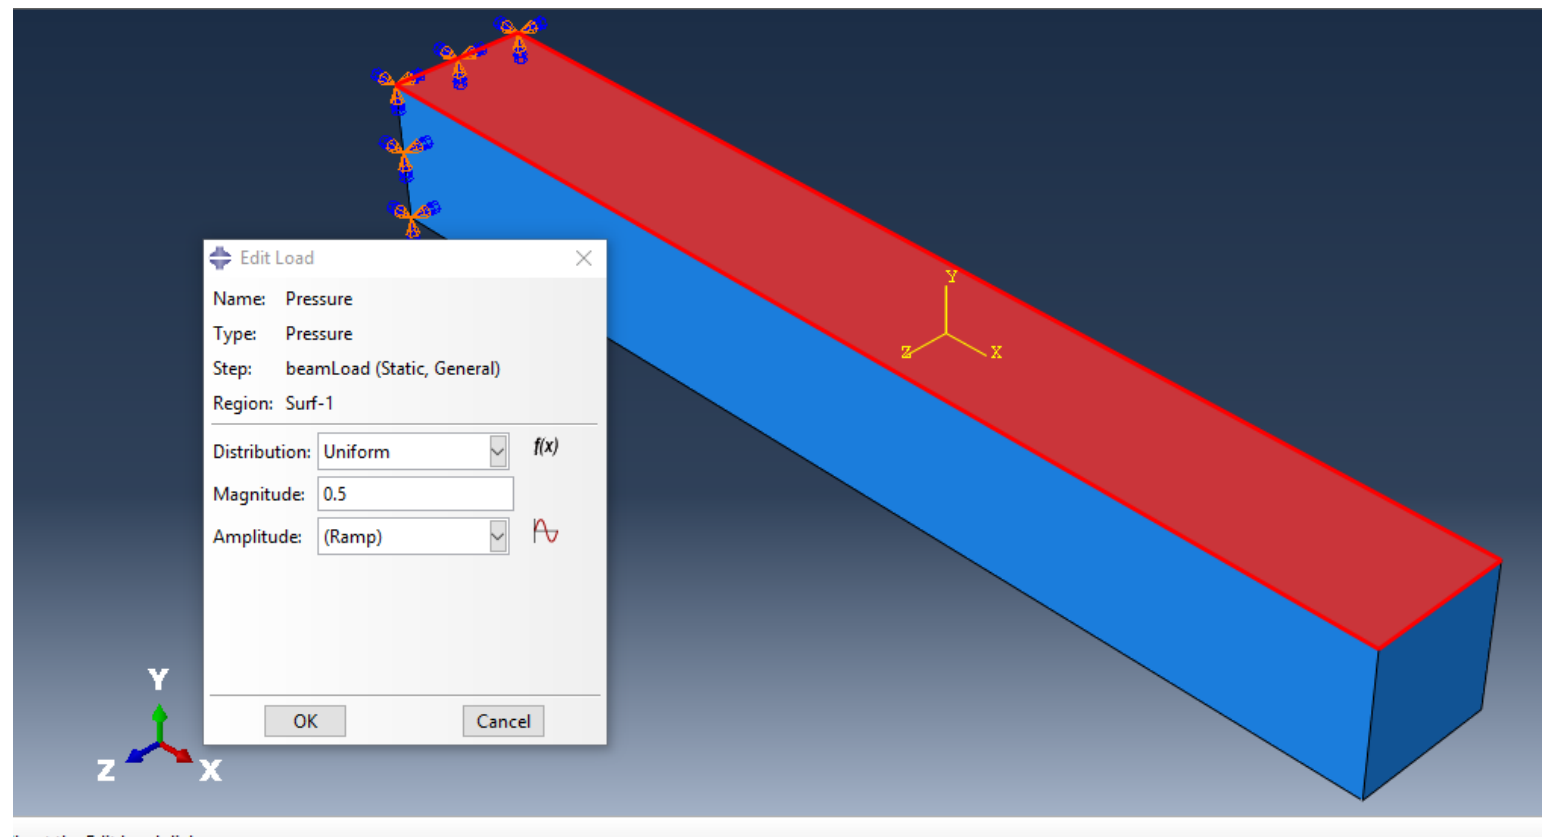 Edit Load
Name: Pressure
Type: Pressure
Step: beamLoad (Static, General)
Region: Surf-1
Distribution: Uniform f(x)
Magnitude: 0.5
Amplitude: (Ramp)
OK Cancel
Y
Z X
Y
Z X